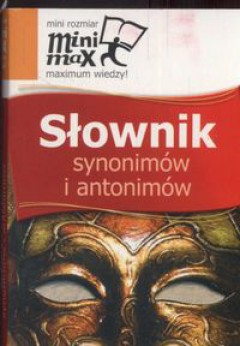 mini rozmiar
mini
max
maximum wiedzy!
Słownik
synonimów
i antonimów